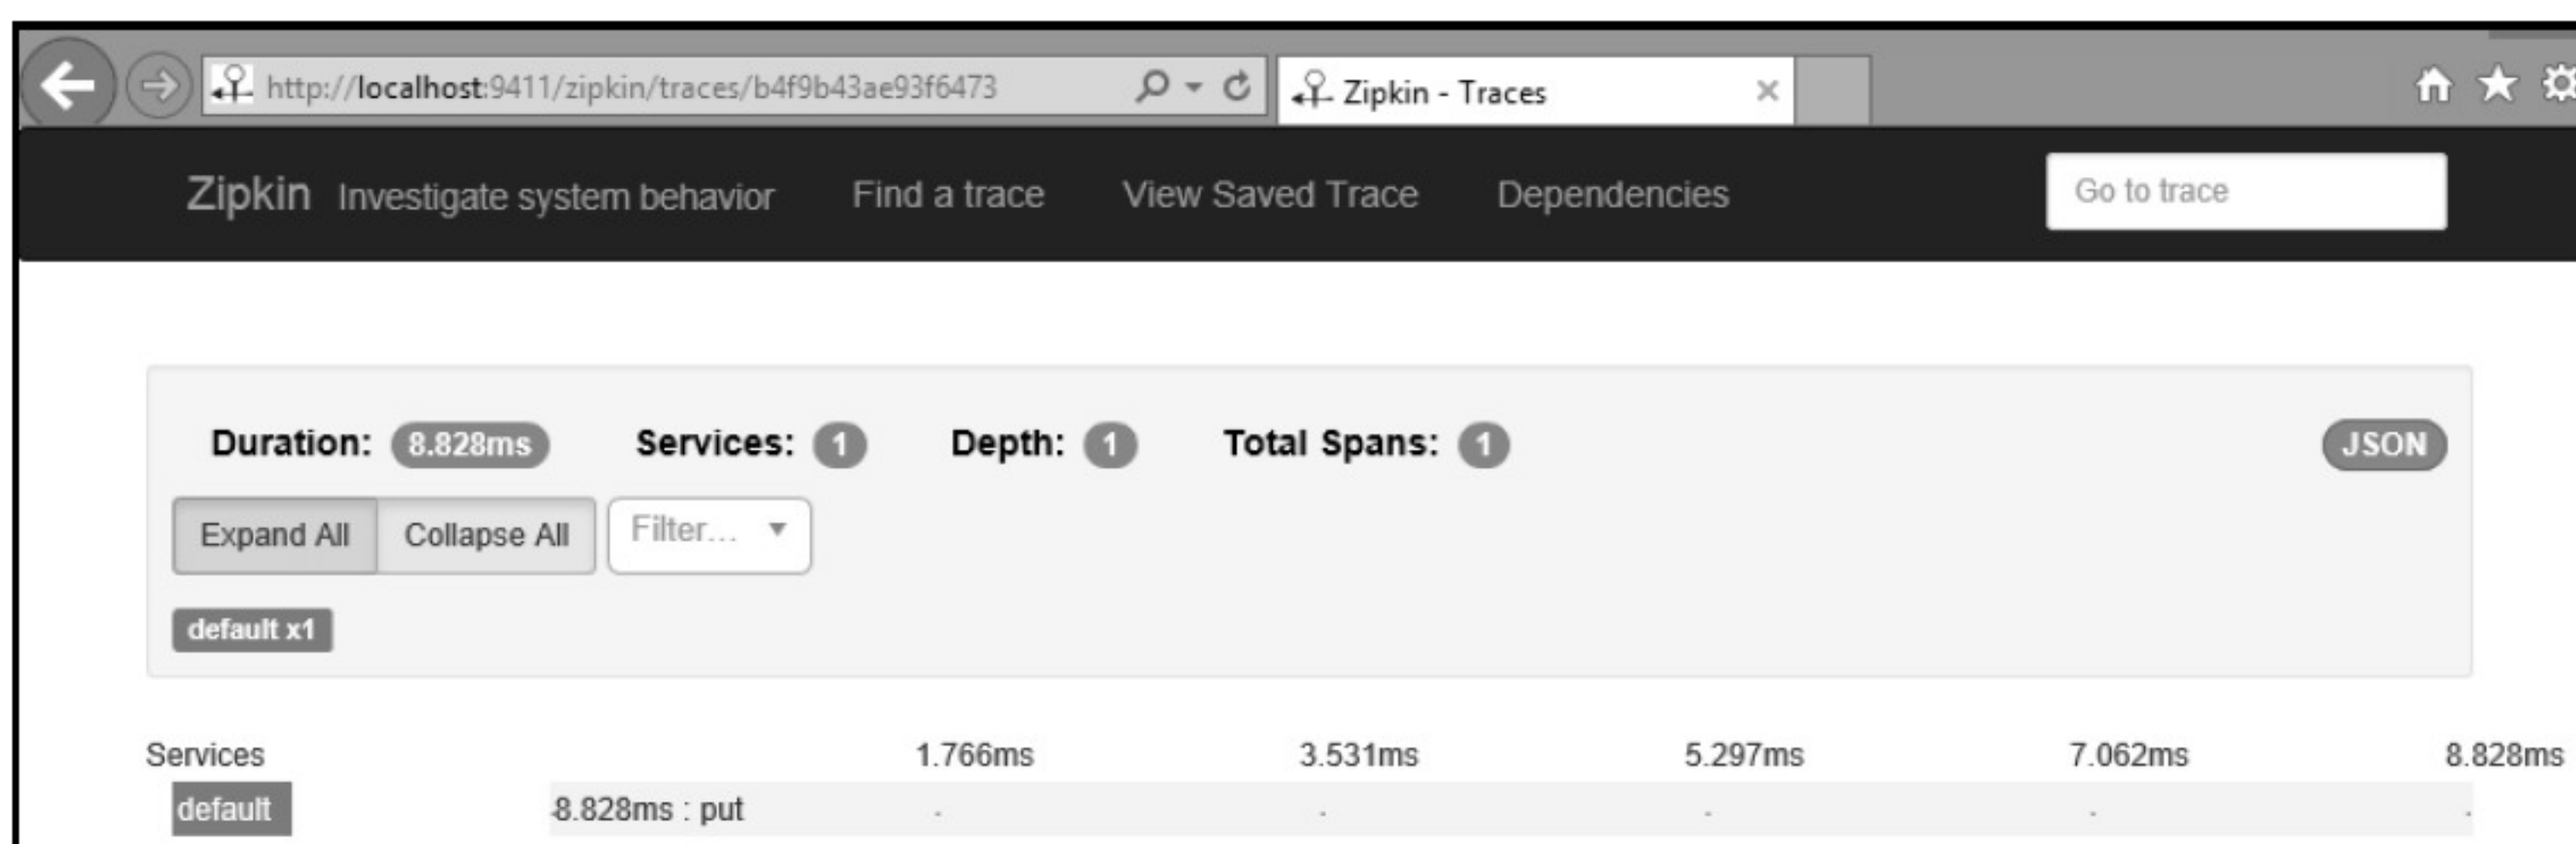 http://localhost:9411/zipkin/traces/b4f9b43ae93f6473 Zipkin - Traces
Zipkin Investigate system behavior Find a trace View Saved Trace Dependencies Go to trace
Duration: 8.828ms Services: 1 Depth: 1 Total Spans: 1 JSON
Expand All Collapse All Filter...
default x1
Services 1.766ms 3.531ms 5.297ms 7.062ms 8.828ms
default 8.828ms : put